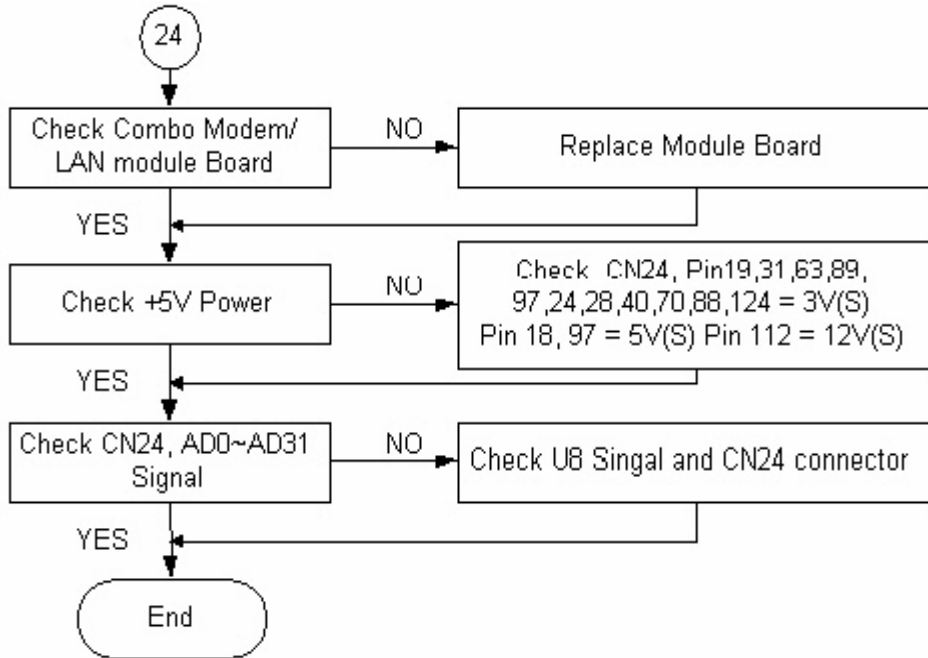 24
Check Combo Modem/
LAN module Board
NO
Replace Module Board
YES
Check +5V Power
NO
Check CN24, Pin19,31,63,89,
97,24,28,40,70,88,124 = 3V(S)
Pin 18, 97 = 5V(S) Pin 112 = 12V(S)
YES
Check CN24, AD0~AD31
Signal
NO
Check U8 Singal and CN24 connector
YES
End